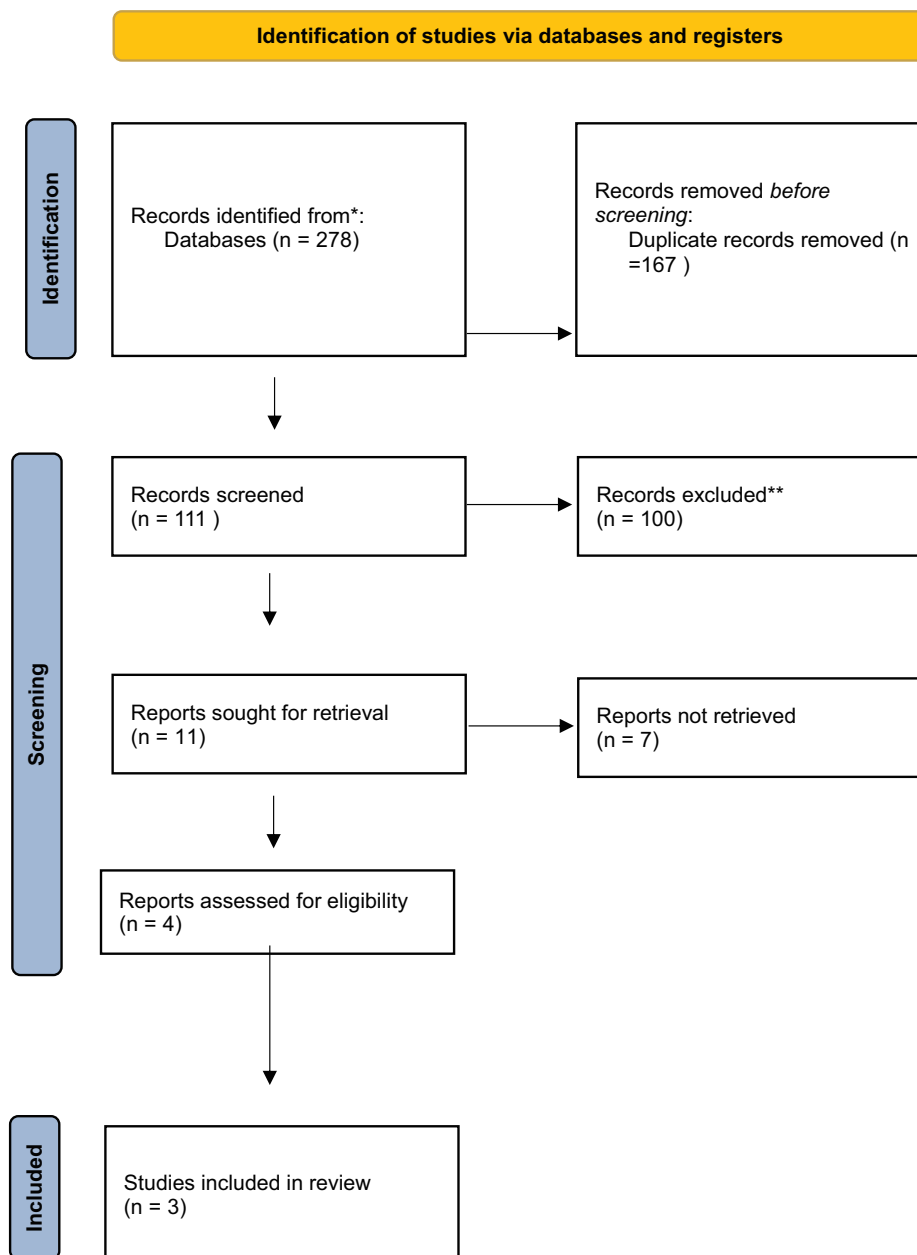 Identification of studies via databases and registers
Identification
Records identified from*:
Databases (n = 278)
Records removed before
screening:
Duplicate records removed (n
=167 )
Screening
Records screened
(n = 111 )
Records excluded**
(n = 100)
Reports sought for retrieval
(n = 11)
Reports not retrieved
(n = 7)
Reports assessed for eligibility
(n = 4)
Included
Studies included in review
(n = 3)